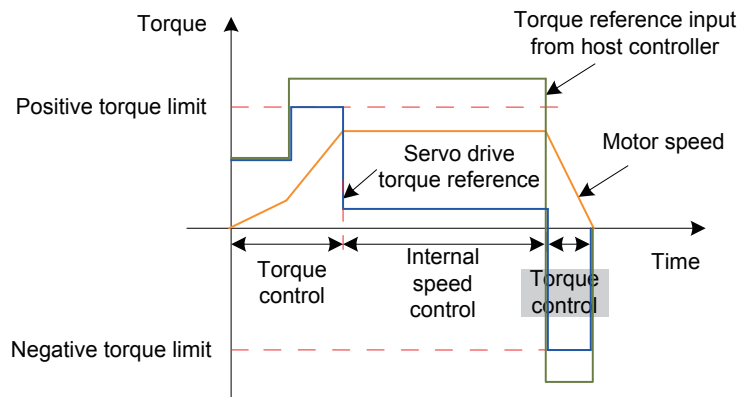 Torque
Torque reference input
from host controller
Positive torque limit
Motor speed
Servo drive
torque reference
Time
Torque
control
Internal
speed
control
Torque
control
Negative torque limit